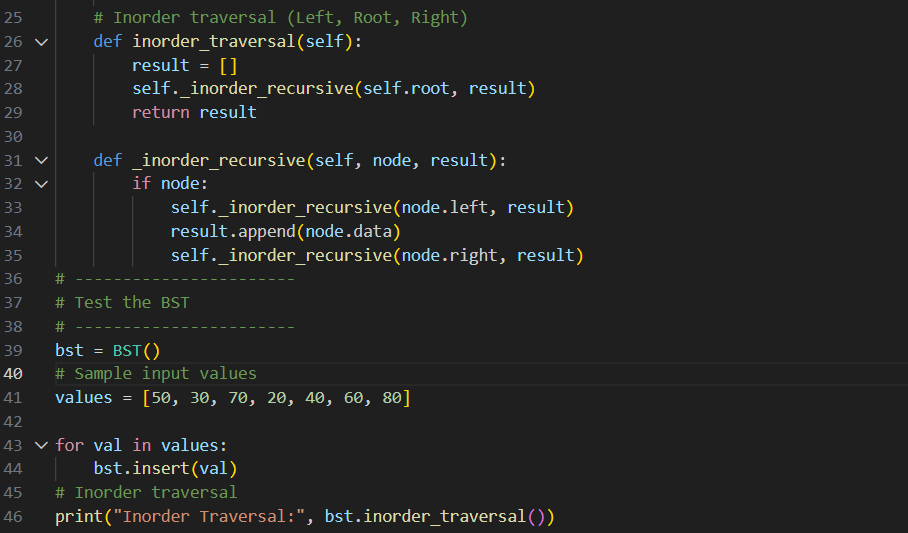 25 # Inorder traversal (Left, Root, Right)
26 def inorder_traversal(self):
27 result = []
28 self._inorder_recursive(self.root, result)
29 return result
30
31 def _inorder_recursive(self, node, result):
32 if node:
33 self._inorder_recursive(node.left, result)
34 result.append(node.data)
35 self._inorder_recursive(node.right, result)
36 # -----------------------
37 # Test the BST
38 # -----------------------
39 bst = BST()
40 # Sample input values
41 values = [50, 30, 70, 20, 40, 60, 80]
42
43 for val in values:
44 bst.insert(val)
45 # Inorder traversal
46 print("Inorder Traversal:", bst.inorder_traversal())